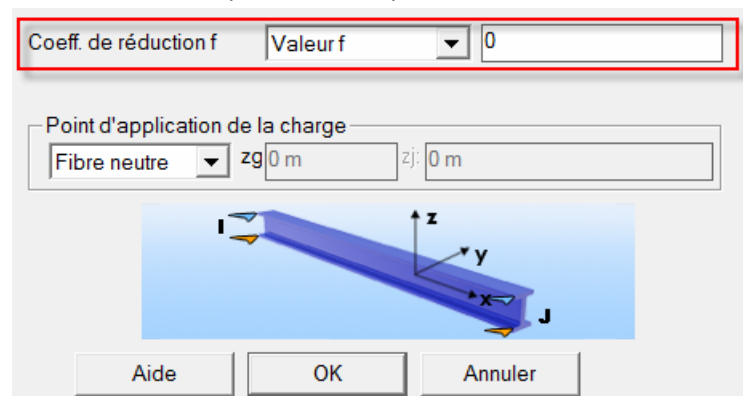 Coeff. de réduction f Valeur f 0
Point d'application de la charge
Fibre neutre zg 0 m zj: 0 m
I z
y
x
J
Aide OK Annuler